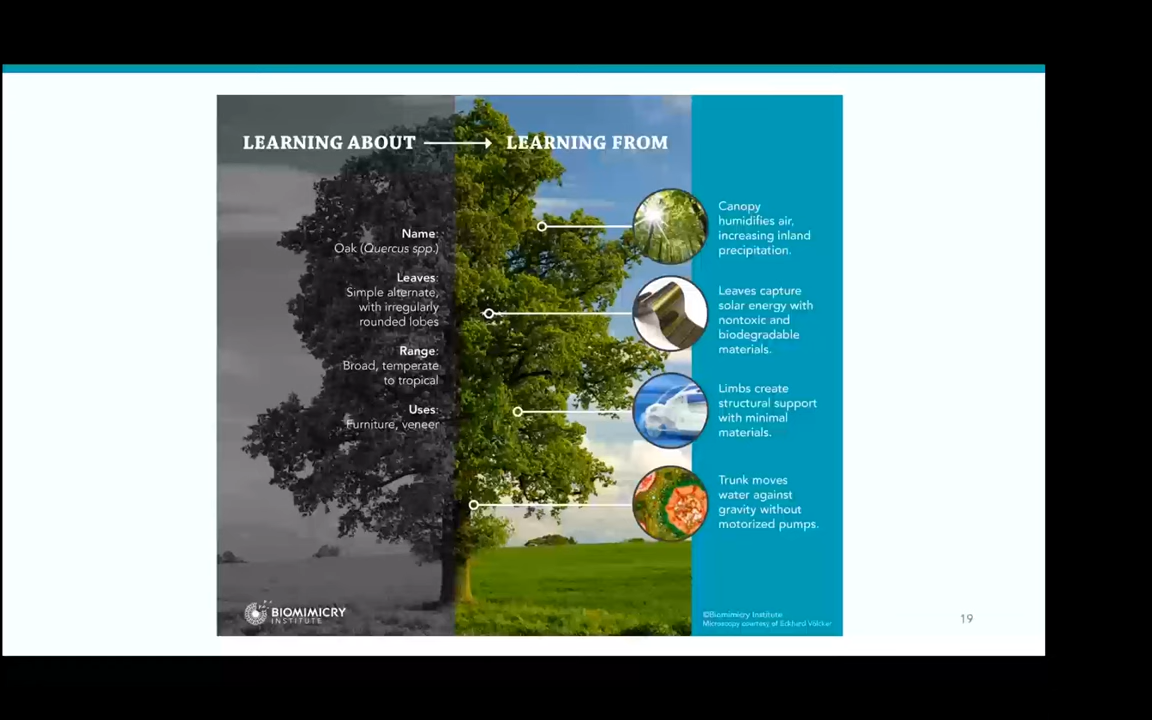 LEARNING ABOUT
LEARNING FROM
Name:
Oak (Quercus spp.)
Leaves:
Simple alternate,
with irregularly
rounded lobes
Range:
Broad, temperate
to tropical
Uses:
Furniture, veneer
Canopy
humidifies air,
increasing inland
precipitation.
Leaves capture
solar energy with
nontoxic and
biodegradable
materials.
Limbs create
structural support
with minimal
materials.
Trunk moves
water against
gravity without
motorized pumps.
BIOMIMICRY
INSTITUTE
©Biomimicry Institute
Microscopy courtesy of Eckhard Völcker
19